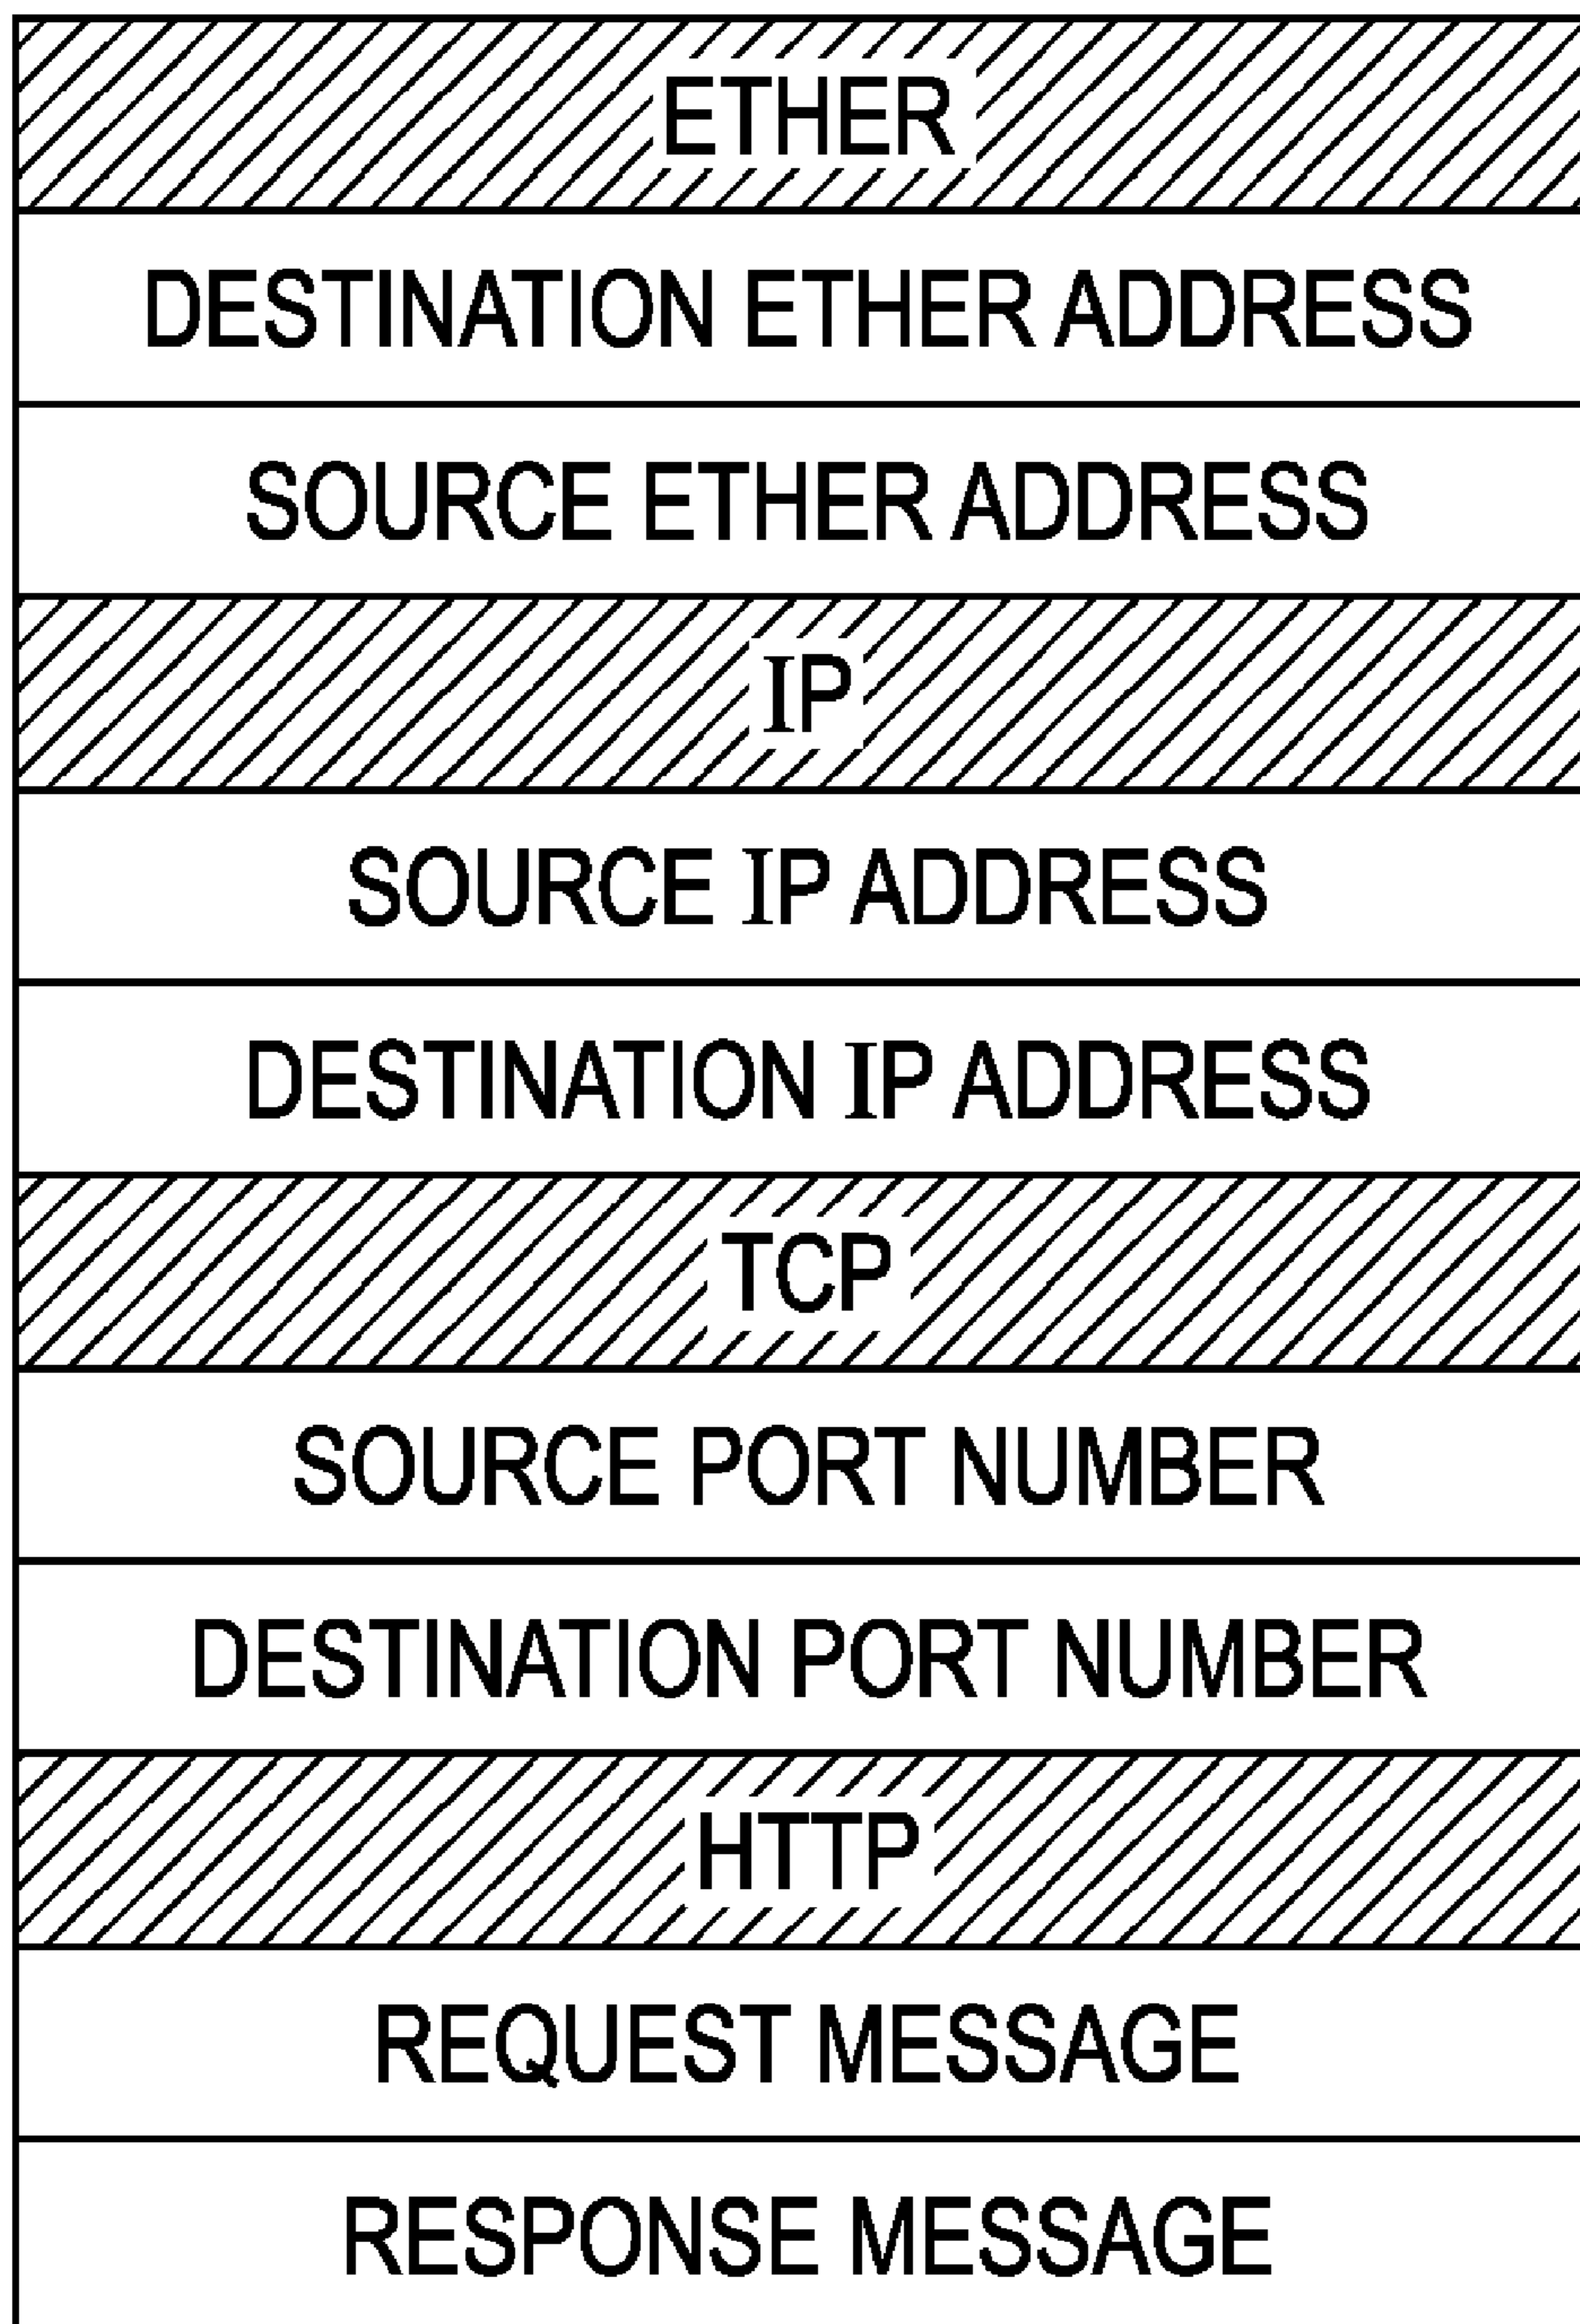 ETHER
DESTINATION ETHER ADDRESS
SOURCE ETHER ADDRESS
IP
SOURCE IP ADDRESS
DESTINATION IP ADDRESS
TCP
SOURCE PORT NUMBER
DESTINATION PORT NUMBER
HTTP
REQUEST MESSAGE
RESPONSE MESSAGE